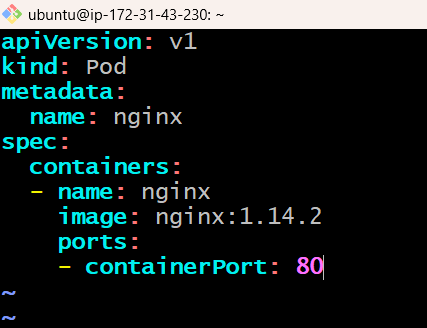 ubuntu@ip-172-31-43-230: ~
apiVersion: v1
kind: Pod
metadata:
  name: nginx
spec:
  containers:
  - name: nginx
    image: nginx:1.14.2
    ports:
    - containerPort: 80
~
~